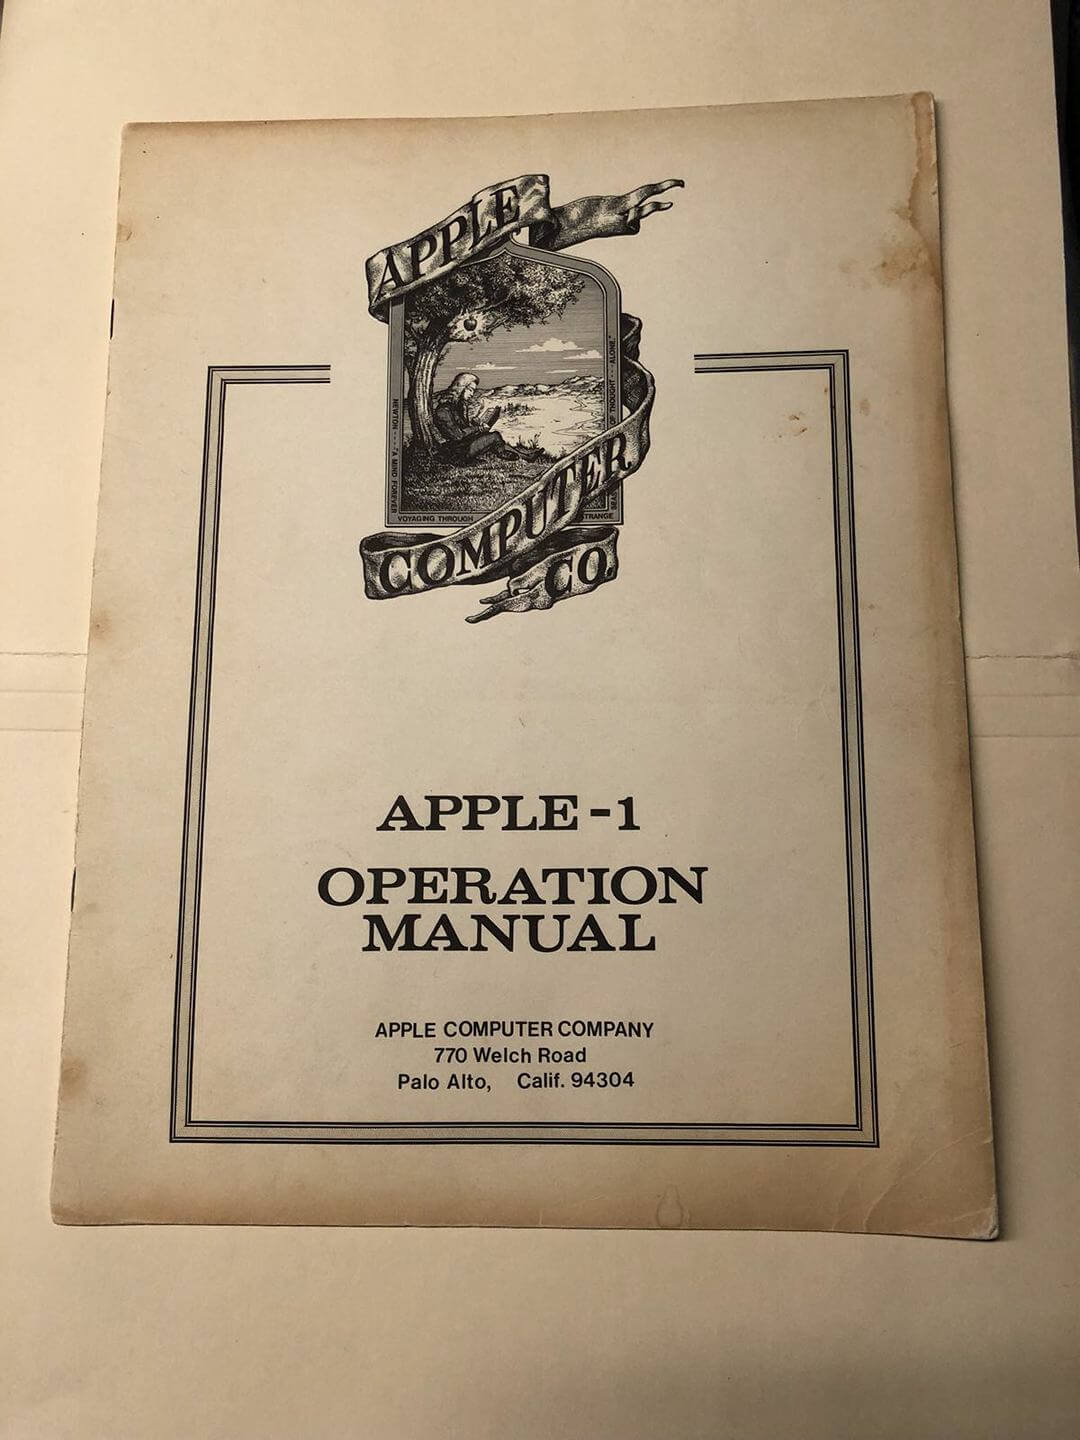 APPLE
COMPUTER
CO.
NEWTON ---- "A MIND FOREVER
VOYAGING THROUGH
TRANGE
OF THOUGHT -- ALONE."
APPLE-1
OPERATION
MANUAL
APPLE COMPUTER COMPANY
770 Welch Road
Palo Alto, Calif. 94304